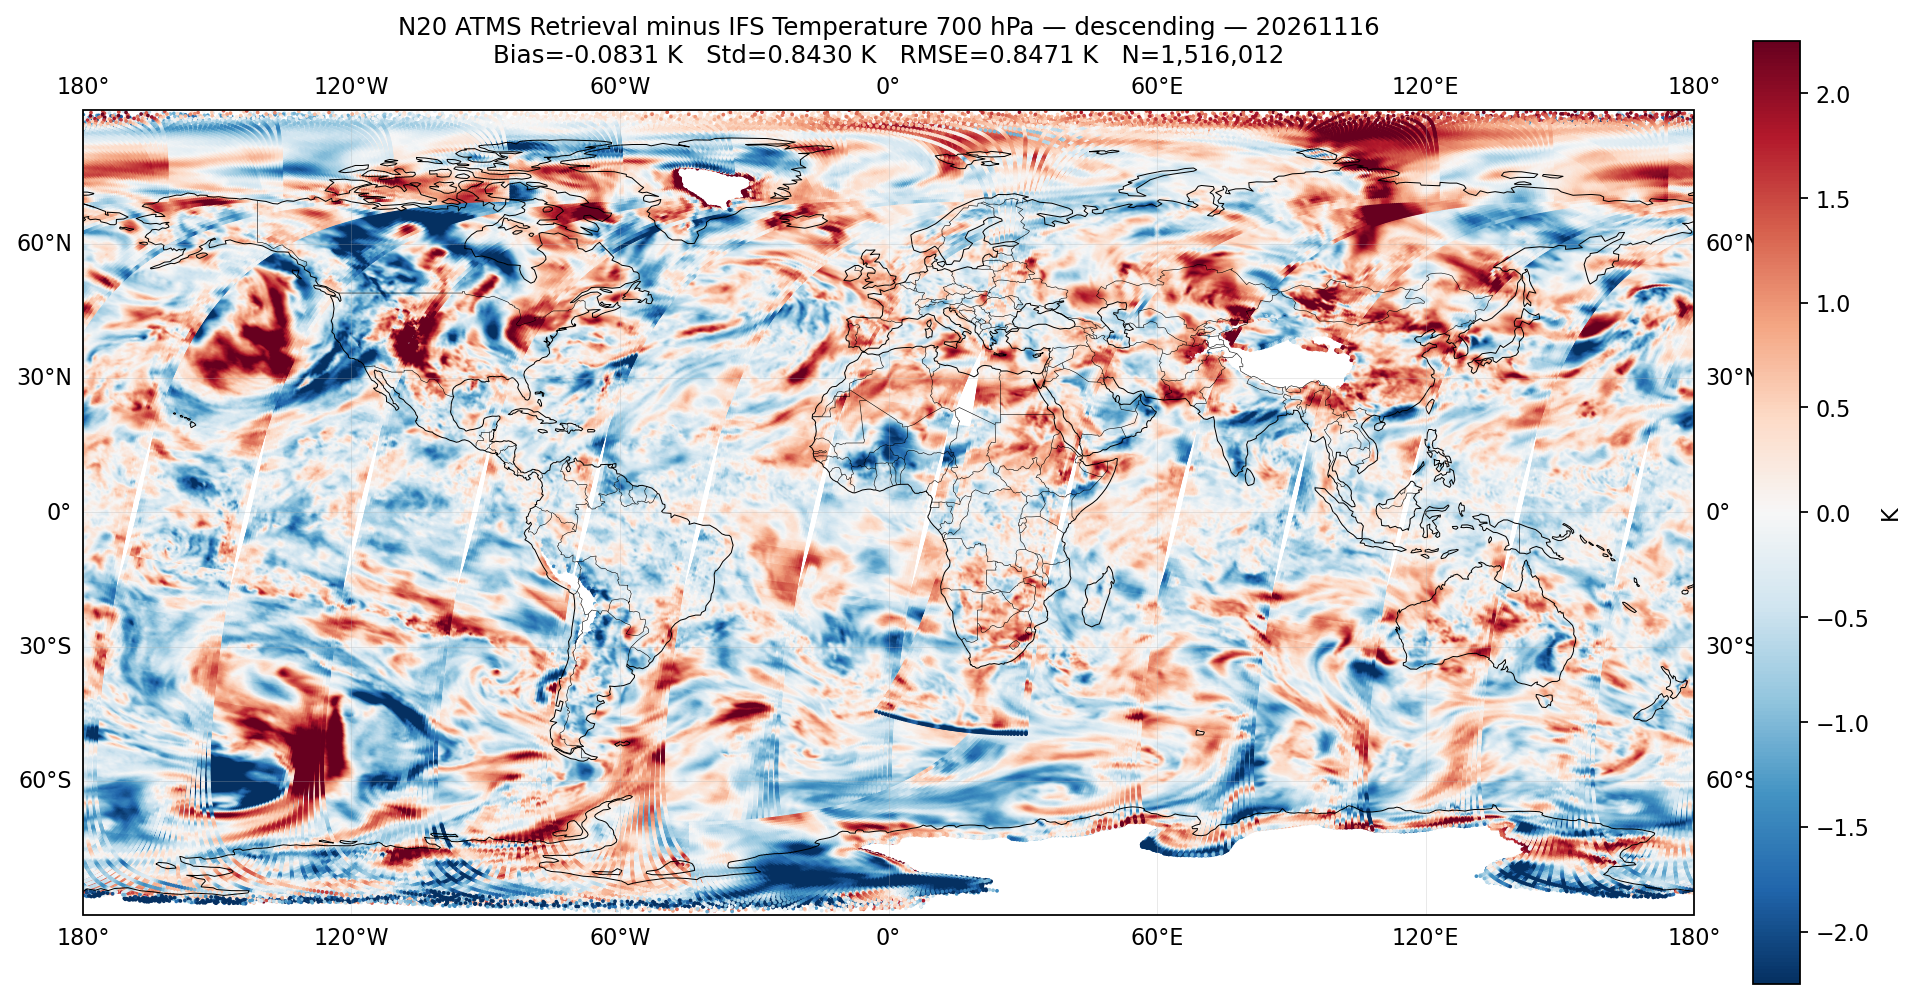 N20 ATMS Retrieval minus IFS Temperature 700 hPa — descending — 20261116
Bias=-0.0831 K   Std=0.8430 K   RMSE=0.8471 K   N=1,516,012
180° 120°W 60°W 0° 60°E 120°E 180°
60°N 60°N
30°N 30°N
0° 0°
30°S 30°S
60°S 60°S
180° 120°W 60°W 0° 60°E 120°E 180°
2.0
1.5
1.0
0.5
0.0
−0.5
−1.0
−1.5
−2.0
K